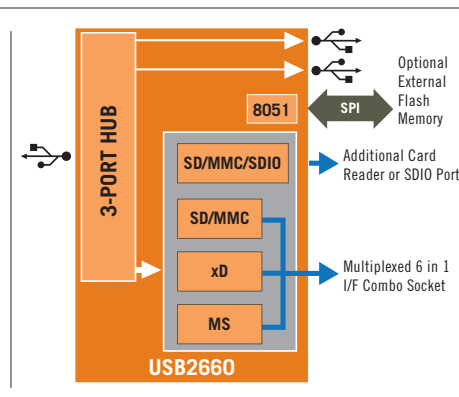 3-PORT HUB
8051
SPI
Optional
External
Flash
Memory
SD/MMC/SDIO
Additional Card
Reader or SDIO Port
SD/MMC
xD
MS
Multiplexed 6 in 1
I/F Combo Socket
USB2660